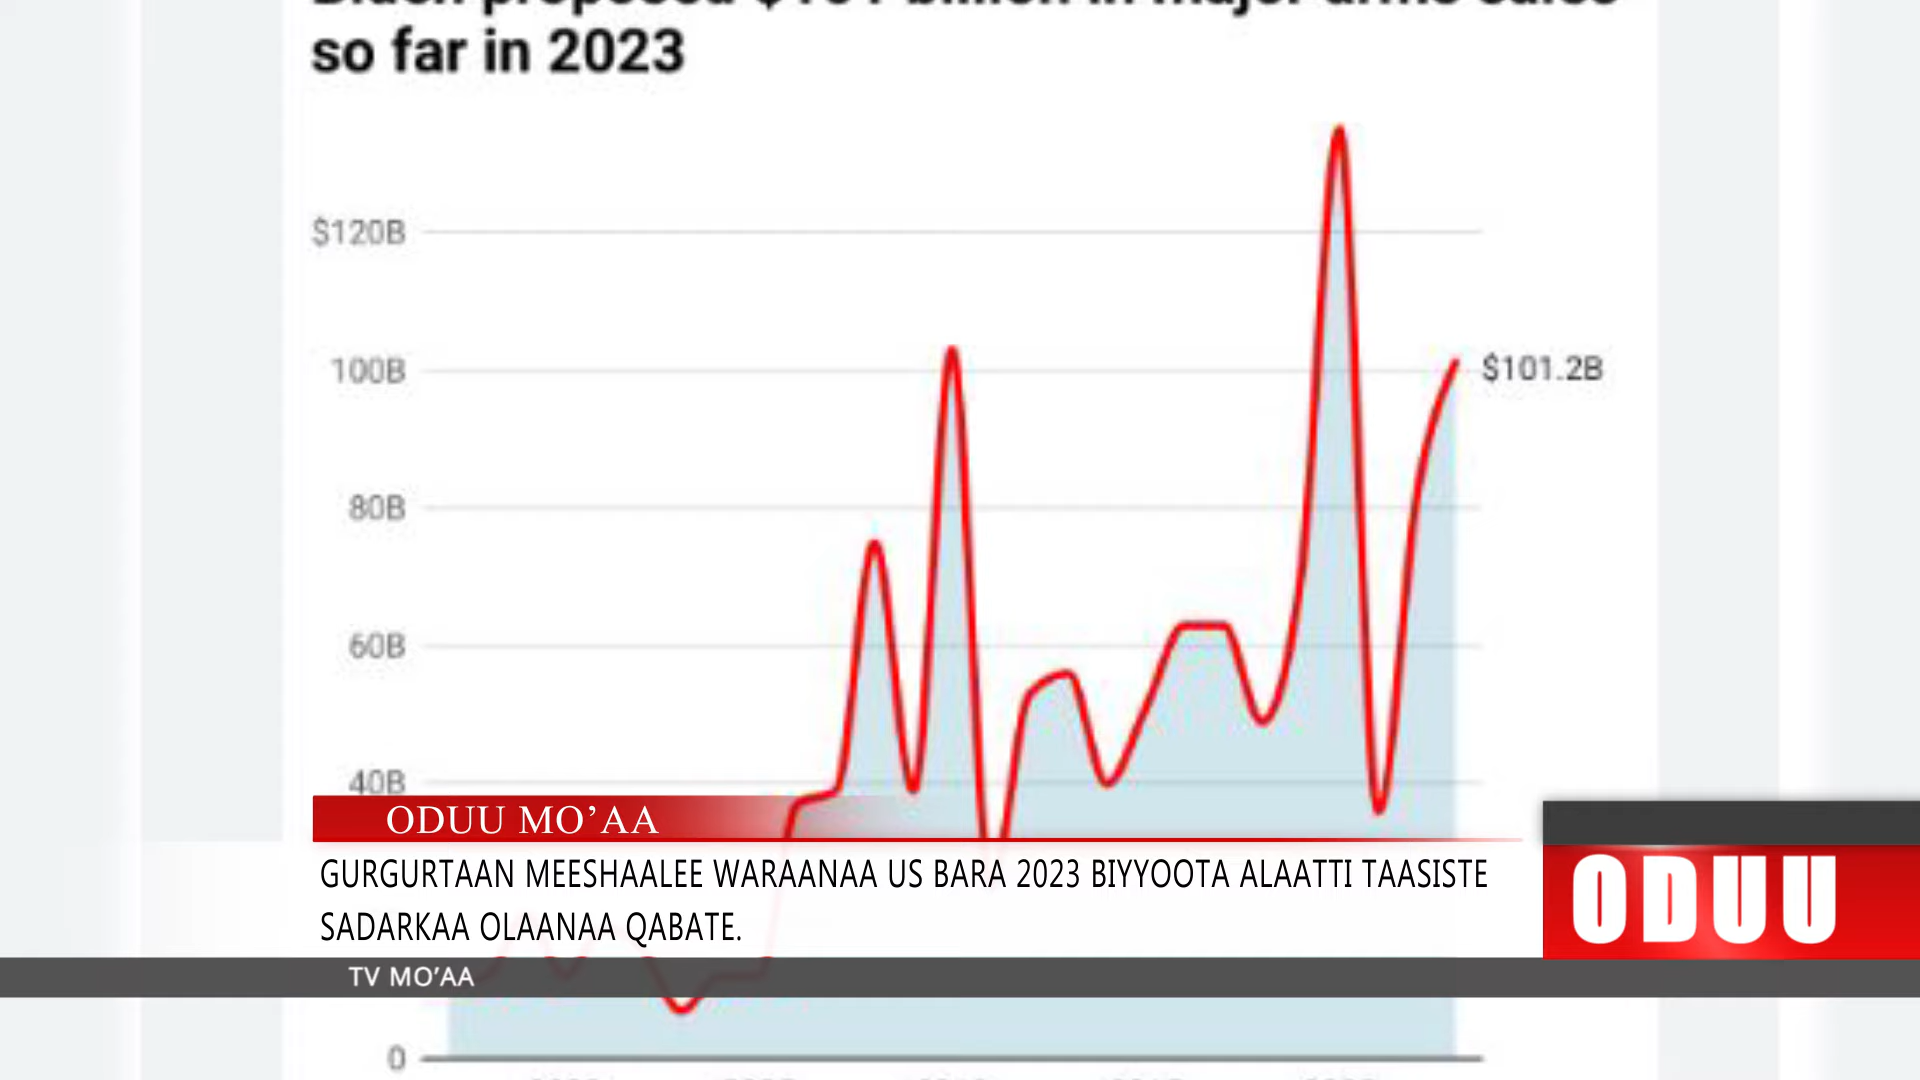 so far in 2023
$120B
100B
$101.2B
80B
60B
40B
ODUU MO’AA
GURGURTAAN MEESHAALEE WARAANAA US BARA 2023 BIYYOOTA ALAATTI TAASISTE
SADARKAA OLAANAA QABATE.
ODUU
TV MO’AA
0